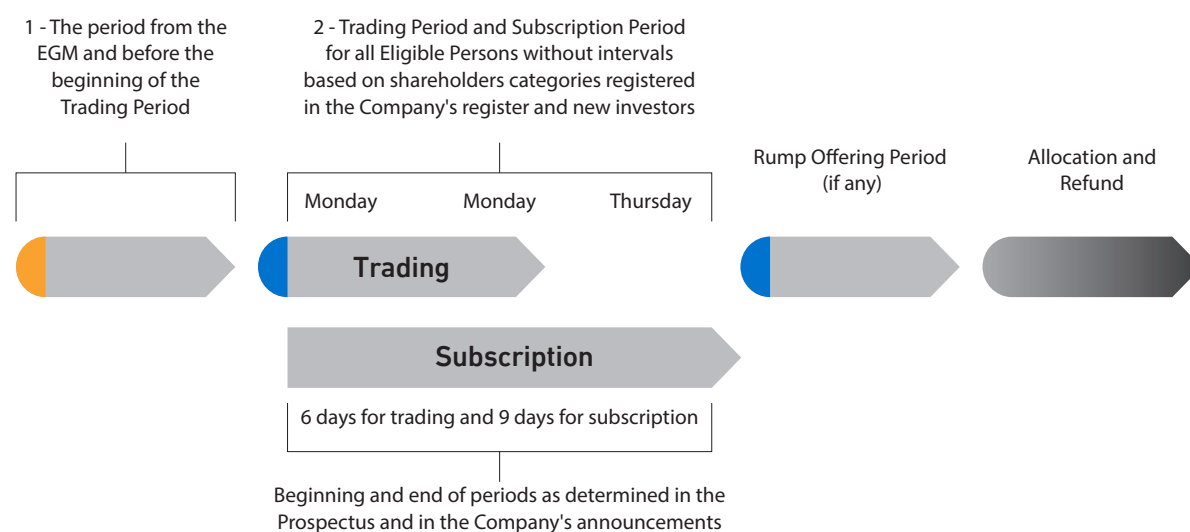 1 - The period from the
EGM and before the
beginning of the
Trading Period
2 - Trading Period and Subscription Period
for all Eligible Persons without intervals
based on shareholders categories registered
in the Company's register and new investors
Rump Offering Period
(if any)
Allocation and
Refund
Monday Monday Thursday
Trading
Subscription
6 days for trading and 9 days for subscription
Beginning and end of periods as determined in the
Prospectus and in the Company's announcements